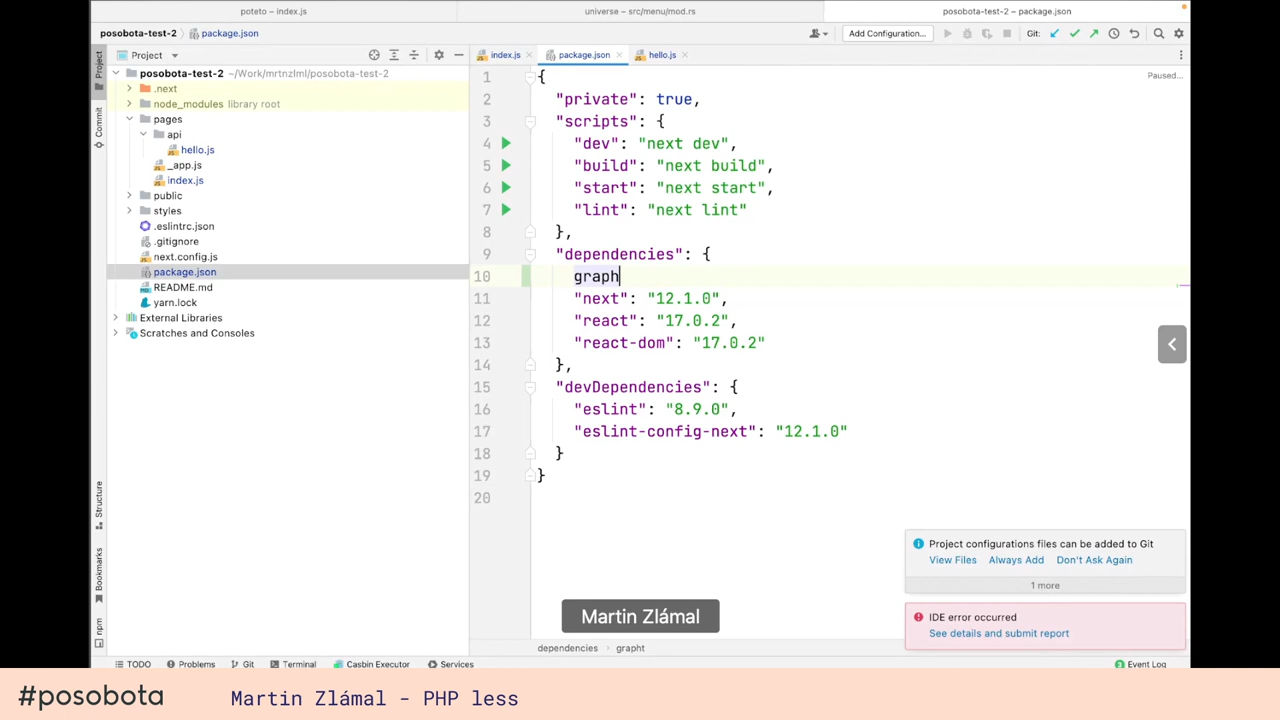 poteto – index.js
universe – src/menu/mod.rs
posobota-test-2 – package.json
posobota-test-2
package.json
Add Configuration...
Git:
Project
index.js
package.json
hello.js
Project
Commit
Structure
Bookmarks
npm
posobota-test-2 ~/Work/mrtnzlml/posobota-test-2
.next
node_modules library root
pages
api
hello.js
_app.js
index.js
public
styles
.eslintrc.json
.gitignore
next.config.js
package.json
README.md
yarn.lock
External Libraries
Scratches and Consoles
Paused...
1 {
2 "private": true,
3 "scripts": {
4 "dev": "next dev",
5 "build": "next build",
6 "start": "next start",
7 "lint": "next lint"
8 },
9 "dependencies": {
10 graph
11 "next": "12.1.0",
12 "react": "17.0.2",
13 "react-dom": "17.0.2"
14 },
15 "devDependencies": {
16 "eslint": "8.9.0",
17 "eslint-config-next": "12.1.0"
18 }
19 }
20
Project configurations files can be added to Git
View Files Always Add Don't Ask Again
1 more
IDE error occurred
See details and submit report
Martin Zlámal
dependencies grapht
TODO Problems Git Terminal Casbin Executor Services
3 Event Log
#posobota Martin Zlámal - PHP less